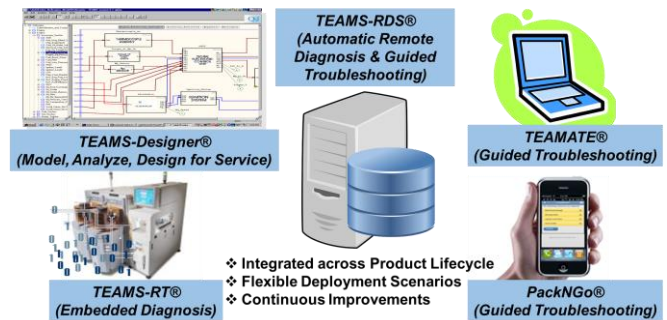 TEAMS-RDS®
(Automatic Remote
Diagnosis & Guided
Troubleshooting)
TEAMS-Designer®
(Model, Analyze, Design for Service)
TEAMATE®
(Guided Troubleshooting)
❖ Integrated across Product Lifecycle
❖ Flexible Deployment Scenarios
❖ Continuous Improvements
TEAMS-RT®
(Embedded Diagnosis)
PackNGo®
(Guided Troubleshooting)